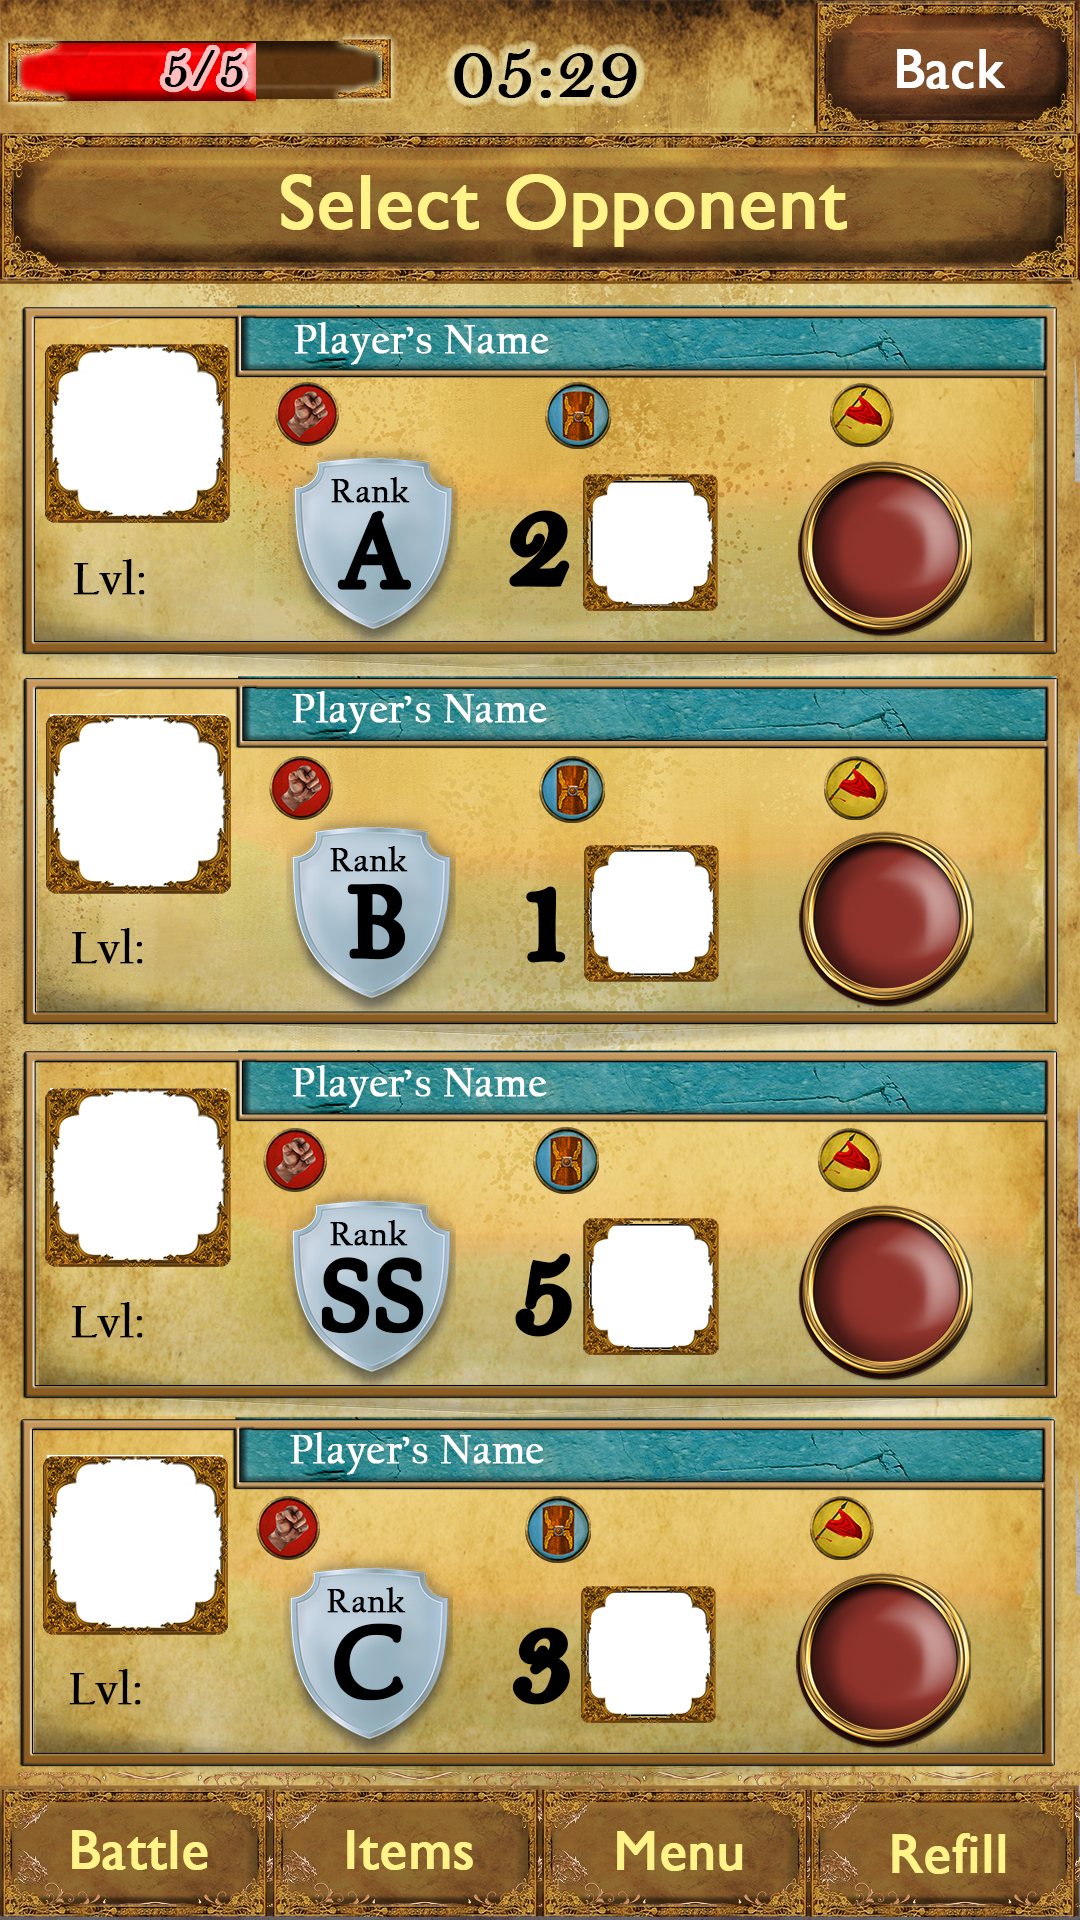 5/5 05:29 Back
Select Opponent
Player's Name
Rank
A 2
Lvl:
Player's Name
Rank
B 1
Lvl:
Player's Name
Rank
SS 5
Lvl:
Player's Name
Rank
C 3
Lvl:
Battle Items Menu Refill